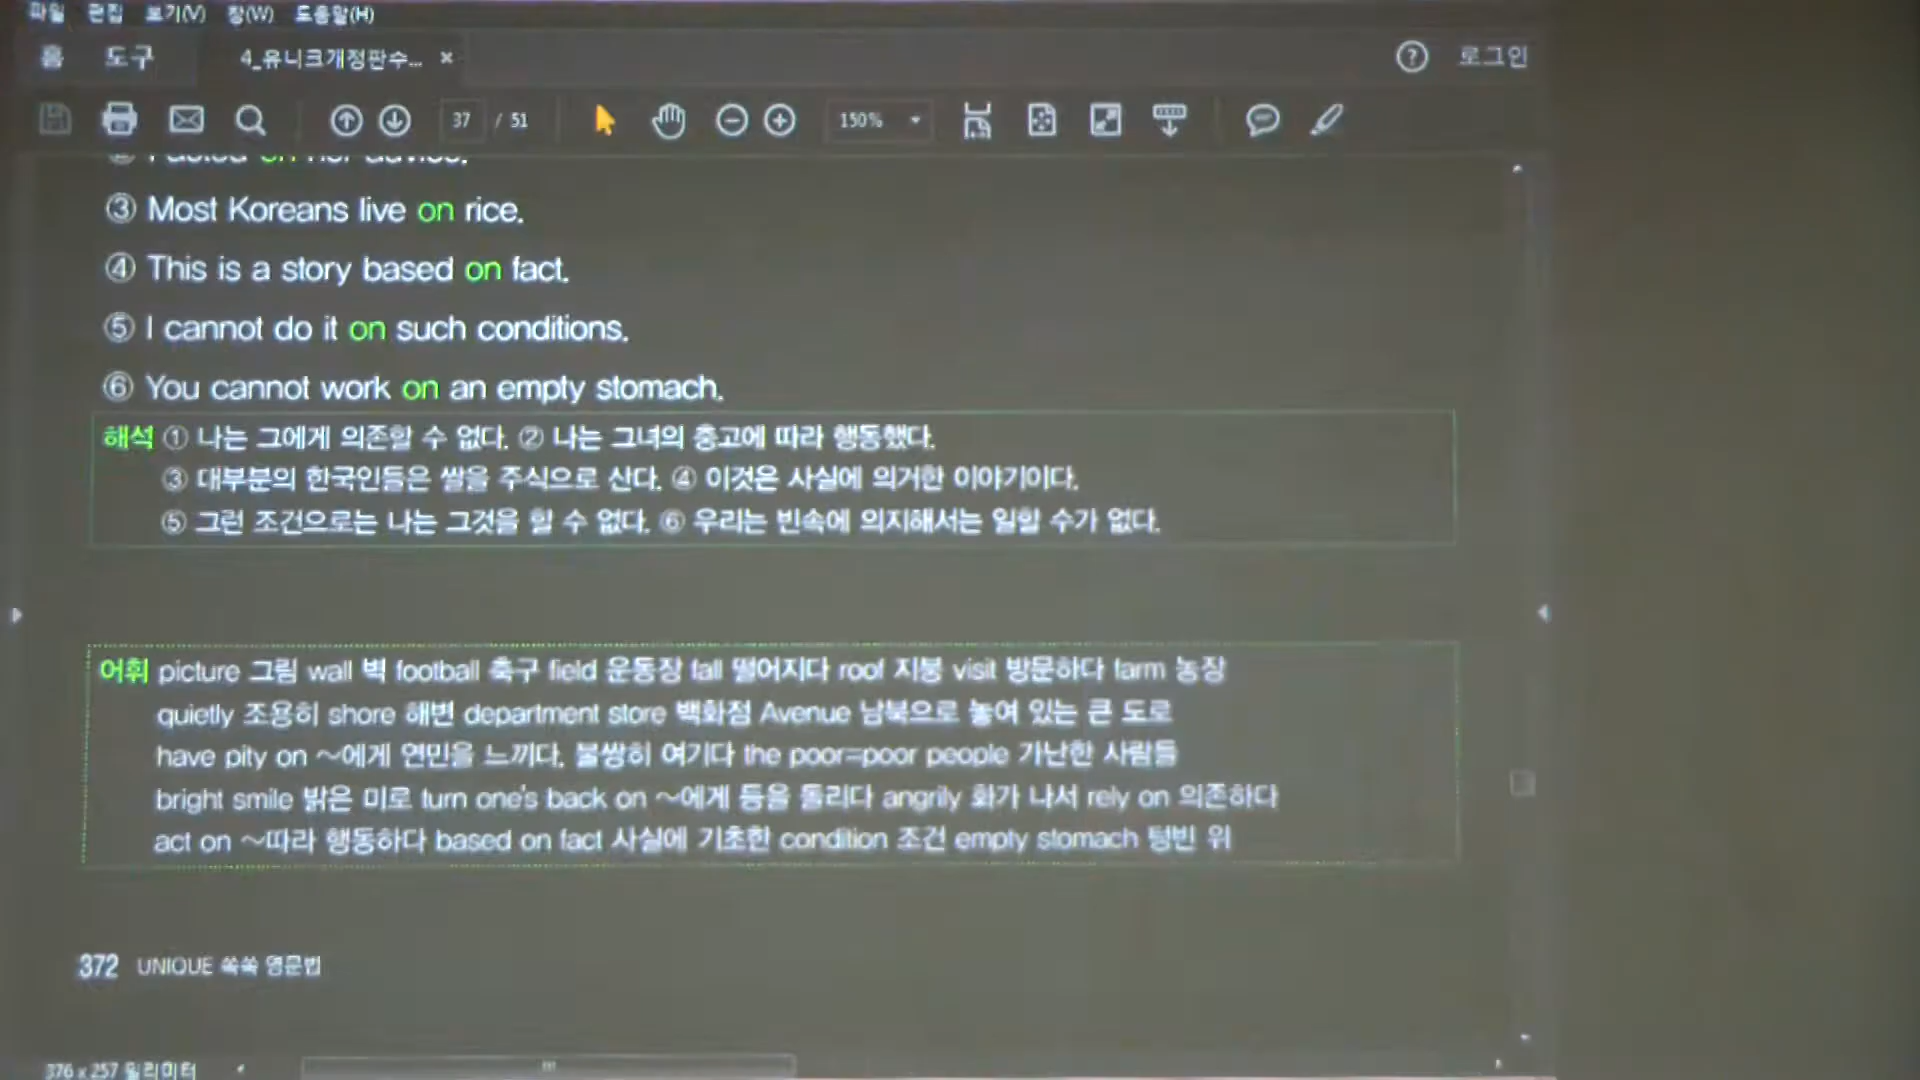 파일 편집 보기(V) 창(W) 도움말(H)
홈 도구 4_유니크개정판수... × ? 로그인
37 / 51 150%
② I acted on her advice.
③ Most Koreans live on rice.
④ This is a story based on fact.
⑤ I cannot do it on such conditions.
⑥ You cannot work on an empty stomach.
해석 ① 나는 그에게 의존할 수 없다. ② 나는 그녀의 충고에 따라 행동했다.
③ 대부분의 한국인들은 쌀을 주식으로 산다. ④ 이것은 사실에 의거한 이야기이다.
⑤ 그런 조건으로는 나는 그것을 할 수 없다. ⑥ 우리는 빈속에 의지해서는 일할 수가 없다.
어휘 picture 그림 wall 벽 football 축구 field 운동장 fall 떨어지다 roof 지붕 visit 방문하다 farm 농장
quietly 조용히 shore 해변 department store 백화점 Avenue 남북으로 놓여 있는 큰 도로
have pity on ~에게 연민을 느끼다, 불쌍히 여기다 the poor=poor people 가난한 사람들
bright smile 밝은 미로 turn one's back on ~에게 등을 돌리다 angrily 화가 나서 rely on 의존하다
act on ~따라 행동하다 based on fact 사실에 기초한 condition 조건 empty stomach 텅빈 위
372 UNIQUE 쏙쏙 영문법
376 x 257 밀리미터